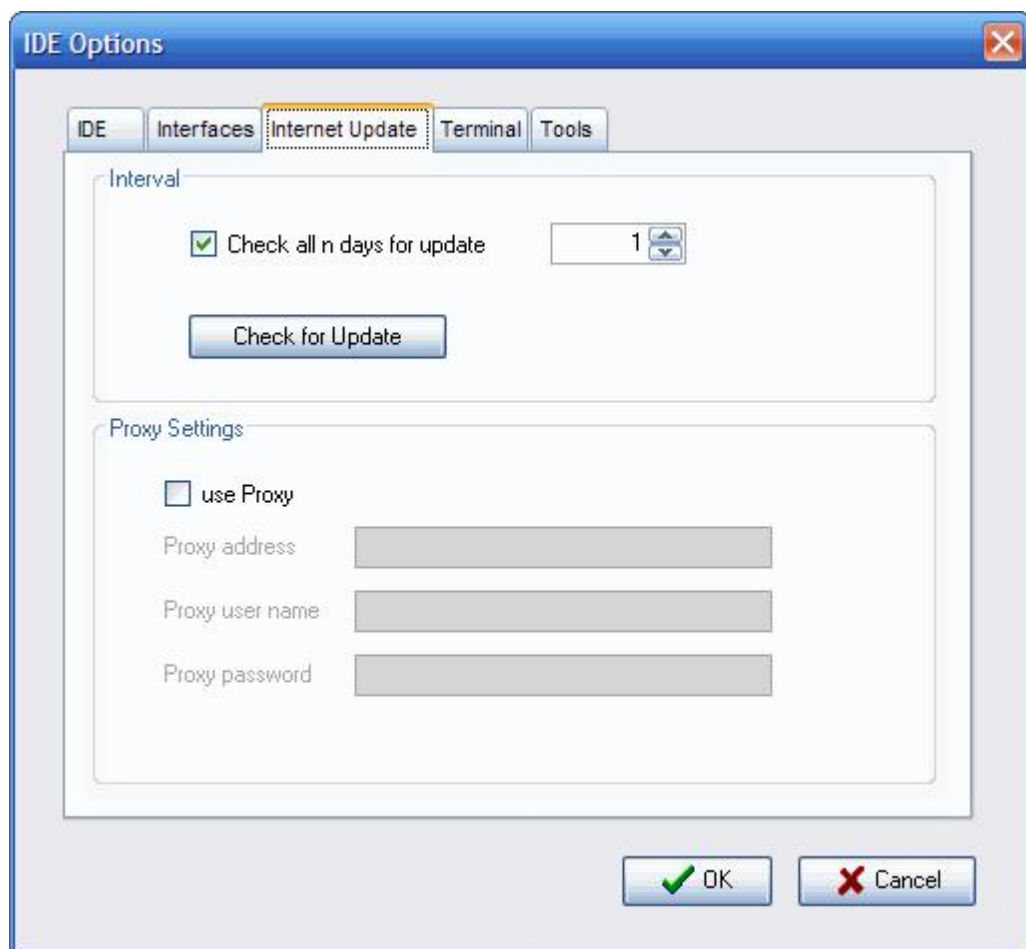 IDE Options
IDE Interfaces Internet Update Terminal Tools
Interval
Check all n days for update 1
Check for Update
Proxy Settings
use Proxy
Proxy address
Proxy user name
Proxy password
OK Cancel